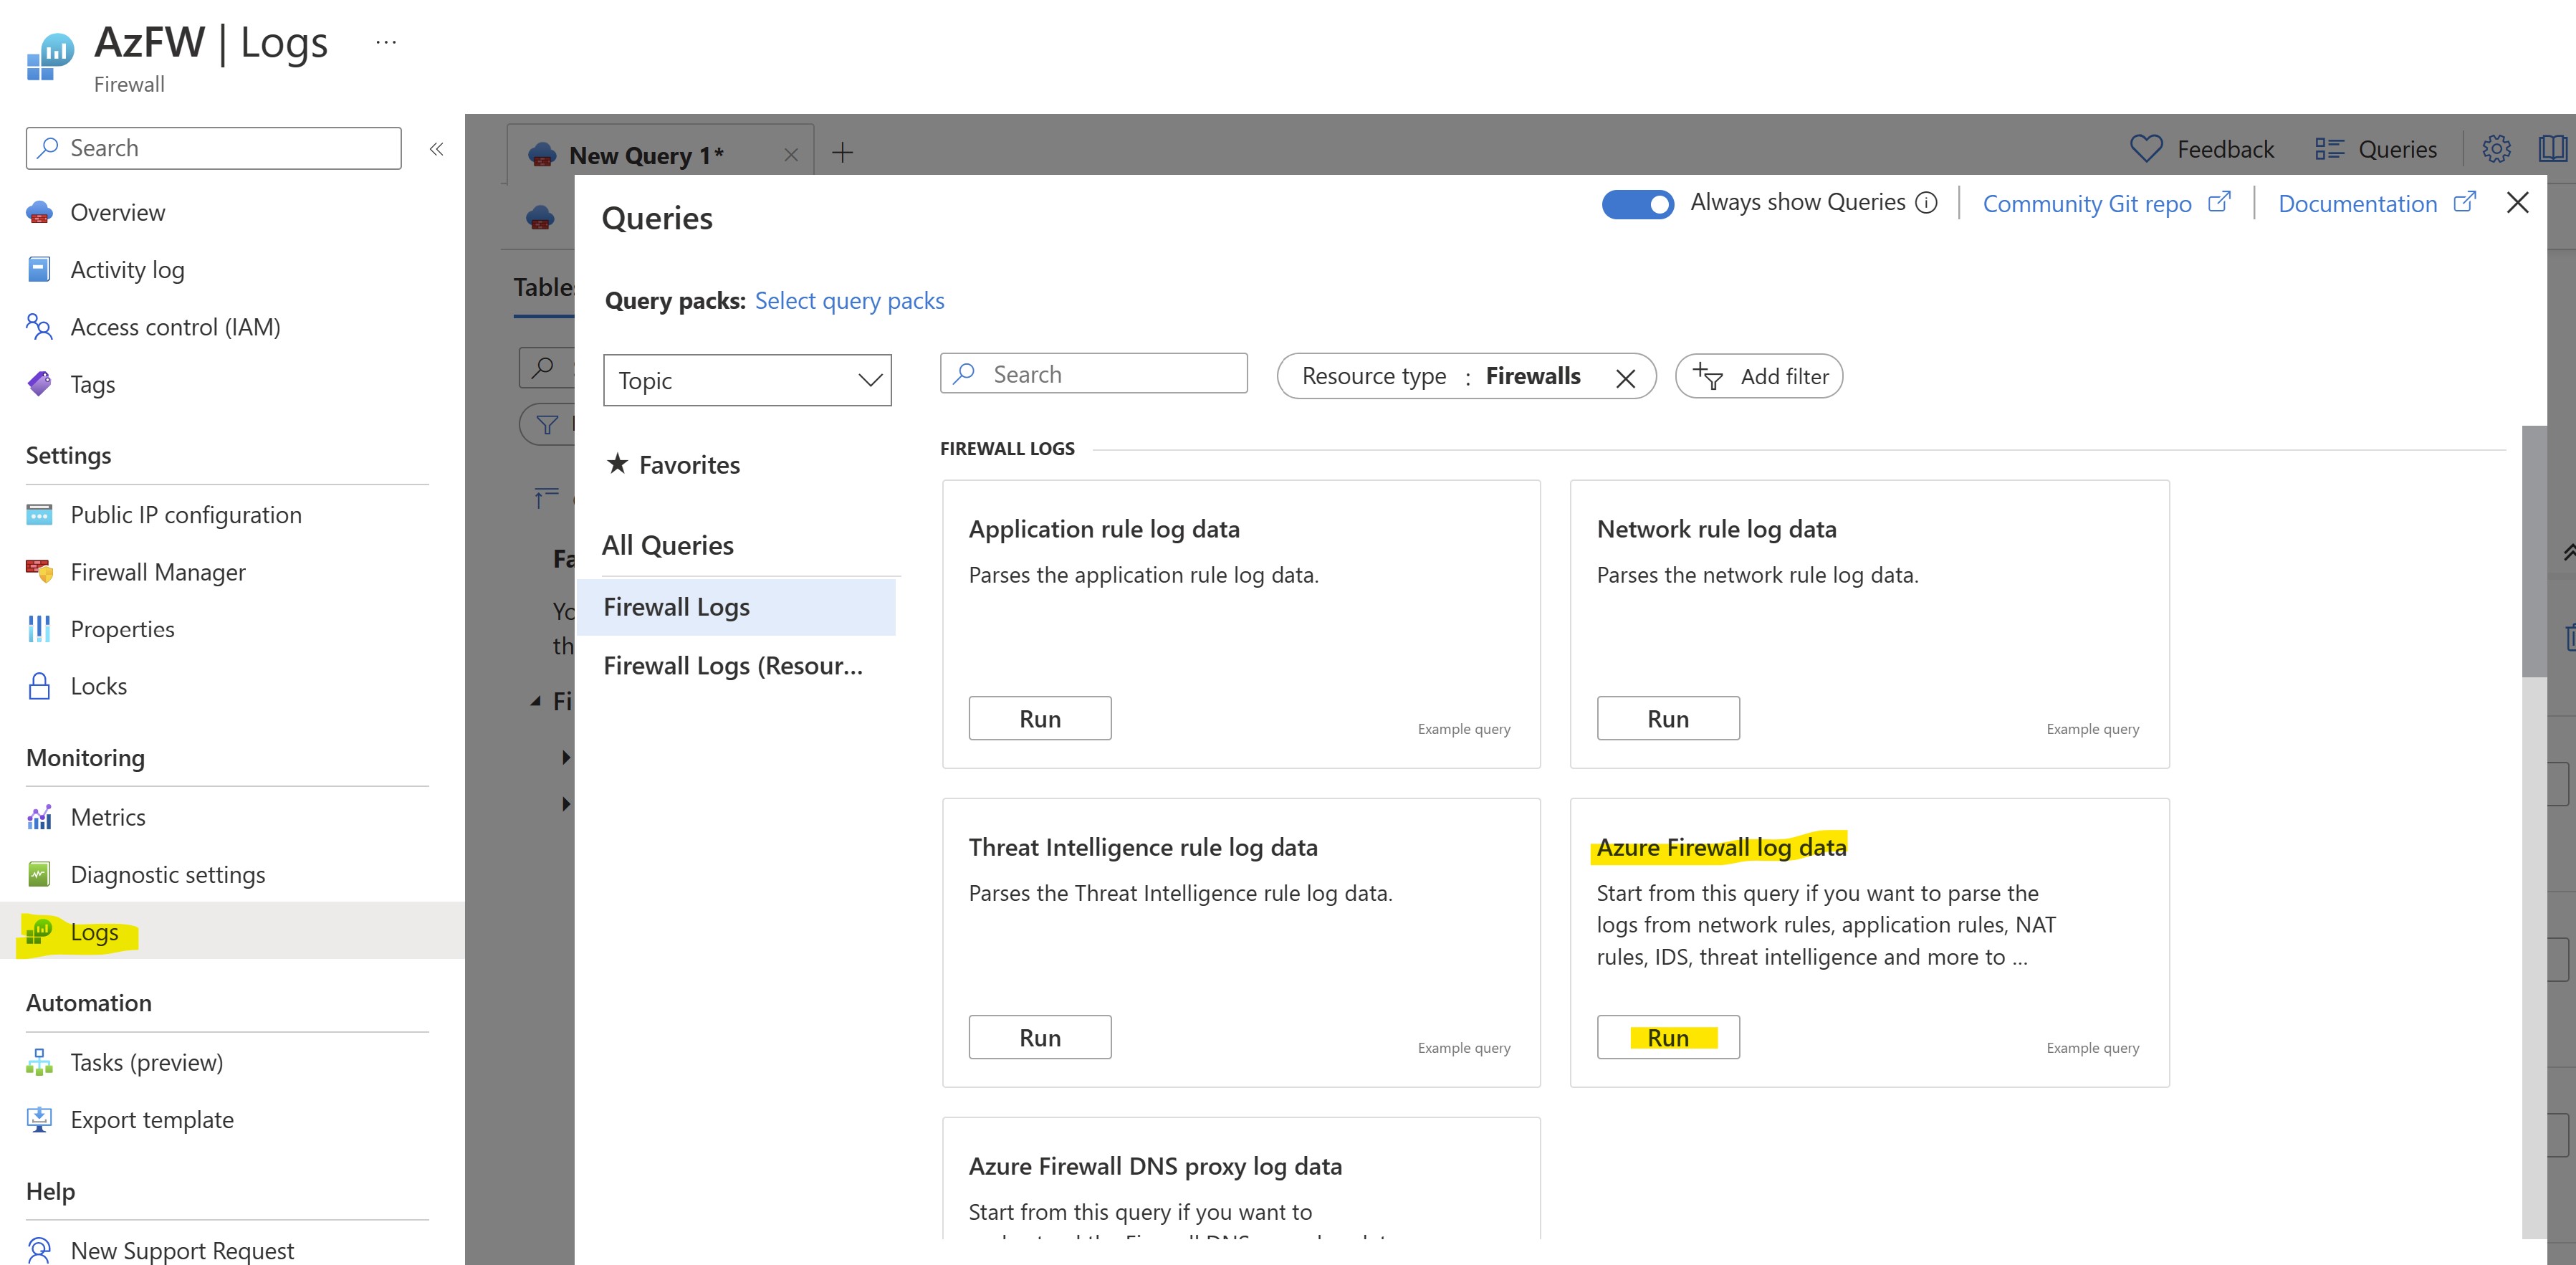 AzFW | Logs ...
Firewall
Search «
Overview
Activity log
Access control (IAM)
Tags
Settings
Public IP configuration
Firewall Manager
Properties
Locks
Monitoring
Metrics
Diagnostic settings
Logs
Automation
Tasks (preview)
Export template
Help
New Support Request
New Query 1*
Feedback
Queries
Queries
Always show Queries
Community Git repo
Documentation
Query packs: Select query packs
Topic
Search
Resource type : Firewalls
Add filter
★ Favorites
All Queries
Firewall Logs
Firewall Logs (Resour...
FIREWALL LOGS
Application rule log data
Parses the application rule log data.
Run
Example query
Network rule log data
Parses the network rule log data.
Run
Example query
Threat Intelligence rule log data
Parses the Threat Intelligence rule log data.
Run
Example query
Azure Firewall log data
Start from this query if you want to parse the
logs from network rules, application rules, NAT
rules, IDS, threat intelligence and more to ...
Run
Example query
Azure Firewall DNS proxy log data
Start from this query if you want to